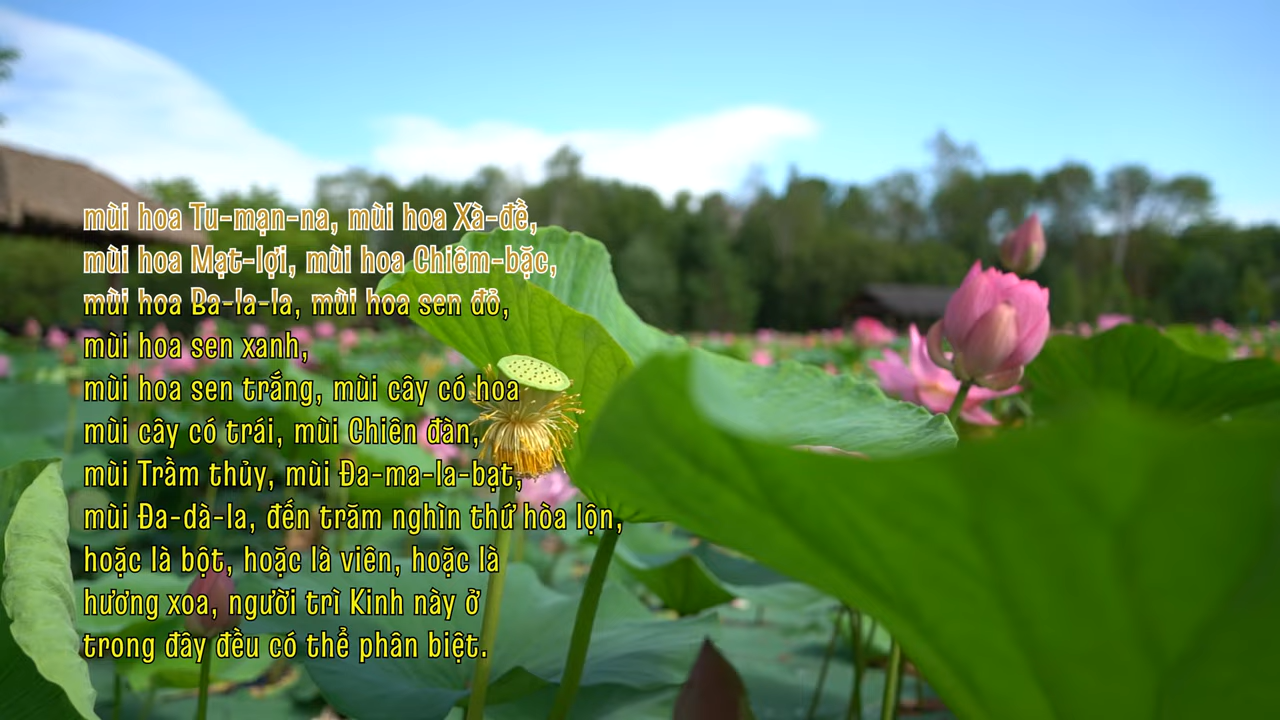 mùi hoa Tu-mạn-na, mùi hoa Xà-đề,
mùi hoa Mạt-lợi, mùi hoa Chiêm-bặc,
mùi hoa Ba-la-la, mùi hoa sen đỏ,
mùi hoa sen xanh,
mùi hoa sen trắng, mùi cây có hoa
mùi cây có trái, mùi Chiên đàn,
mùi Trầm thủy, mùi Đa-ma-la-bạt,
mùi Đa-dà-la, đến trăm nghìn thứ hòa lộn,
hoặc là bột, hoặc là viên, hoặc là
hương xoa, người trì Kinh này ở
trong đây đều có thể phân biệt.